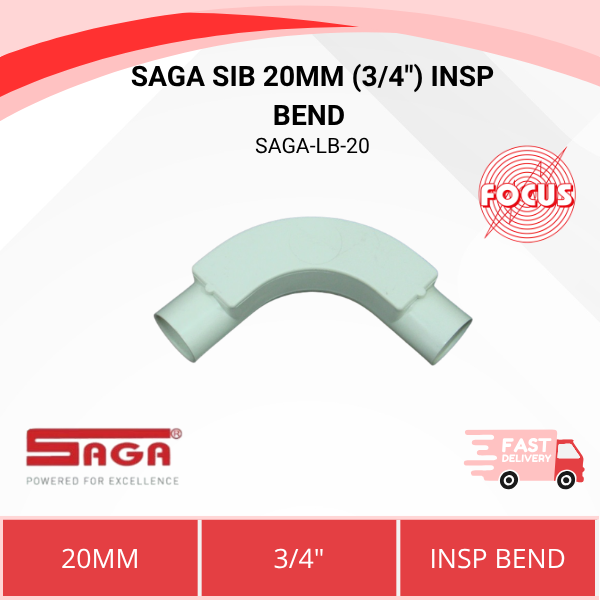 SAGA SIB 20MM (3/4") INSP
BEND
SAGA-LB-20
FOCUS
SAGA®
POWERED FOR EXCELLENCE
FAST
DELIVERY
20MM
3/4"
INSP BEND